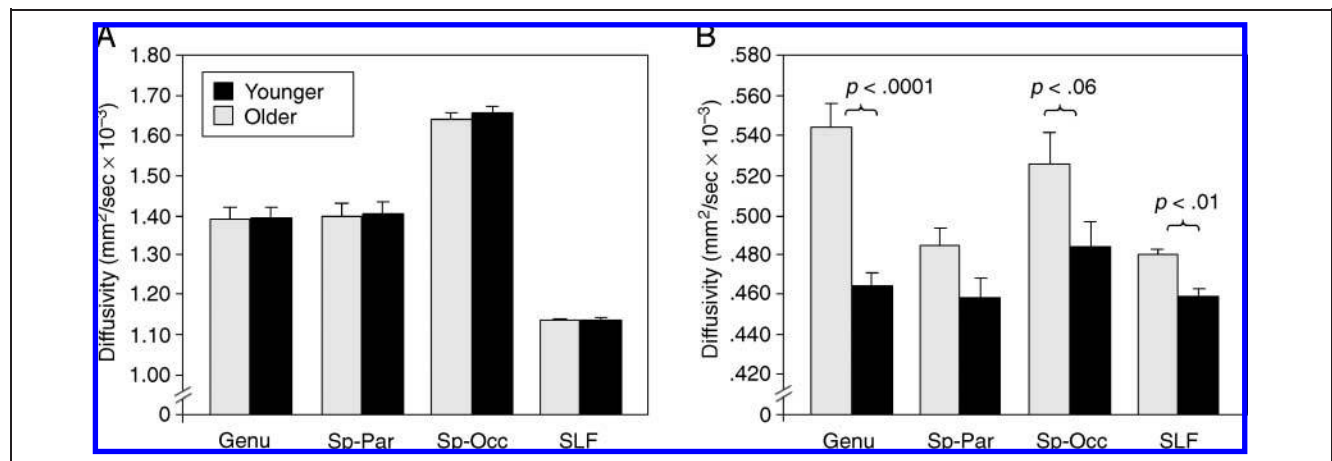 A
B
1.80
1.70
1.60
1.50
1.40
1.30
1.20
1.10
1.00
0
Diffusivity (mm²/sec × 10⁻³)
Younger
Older
Genu
Sp-Par
Sp-Occ
SLF
.580
.560
.540
.520
.500
.480
.460
.440
.420
0
Diffusivity (mm²/sec × 10⁻³)
p < .0001
p < .06
p < .01
Genu
Sp-Par
Sp-Occ
SLF